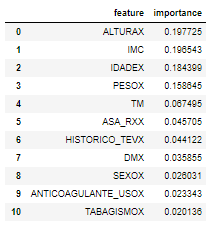 feature importance
0 ALTURAX 0.197725
1 IMC 0.196543
2 IDADEX 0.184399
3 PESOX 0.158645
4 TM 0.067495
5 ASA_RXX 0.045705
6 HISTORICO_TEVX 0.044122
7 DMX 0.035855
8 SEXOX 0.026031
9 ANTICOAGULANTE_USOX 0.023343
10 TABAGISMOX 0.020136